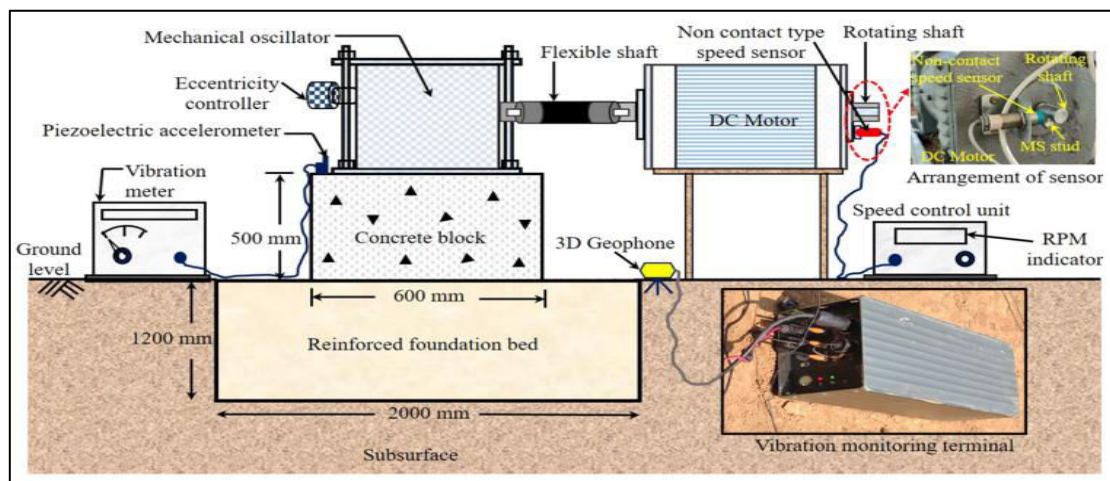 Mechanical oscillator
Eccentricity
controller
Piezoelectric accelerometer
Vibration
meter
Ground
level
500 mm
Concrete block
600 mm
1200 mm
Reinforced foundation bed
2000 mm
Subsurface
Flexible shaft
Non contact type
speed sensor
Rotating shaft
DC Motor
3D Geophone
Non-contact
speed sensor
Rotating
shaft
MS stud
DC Motor
Arrangement of sensor
Speed control unit
RPM
indicator
Vibration monitoring terminal